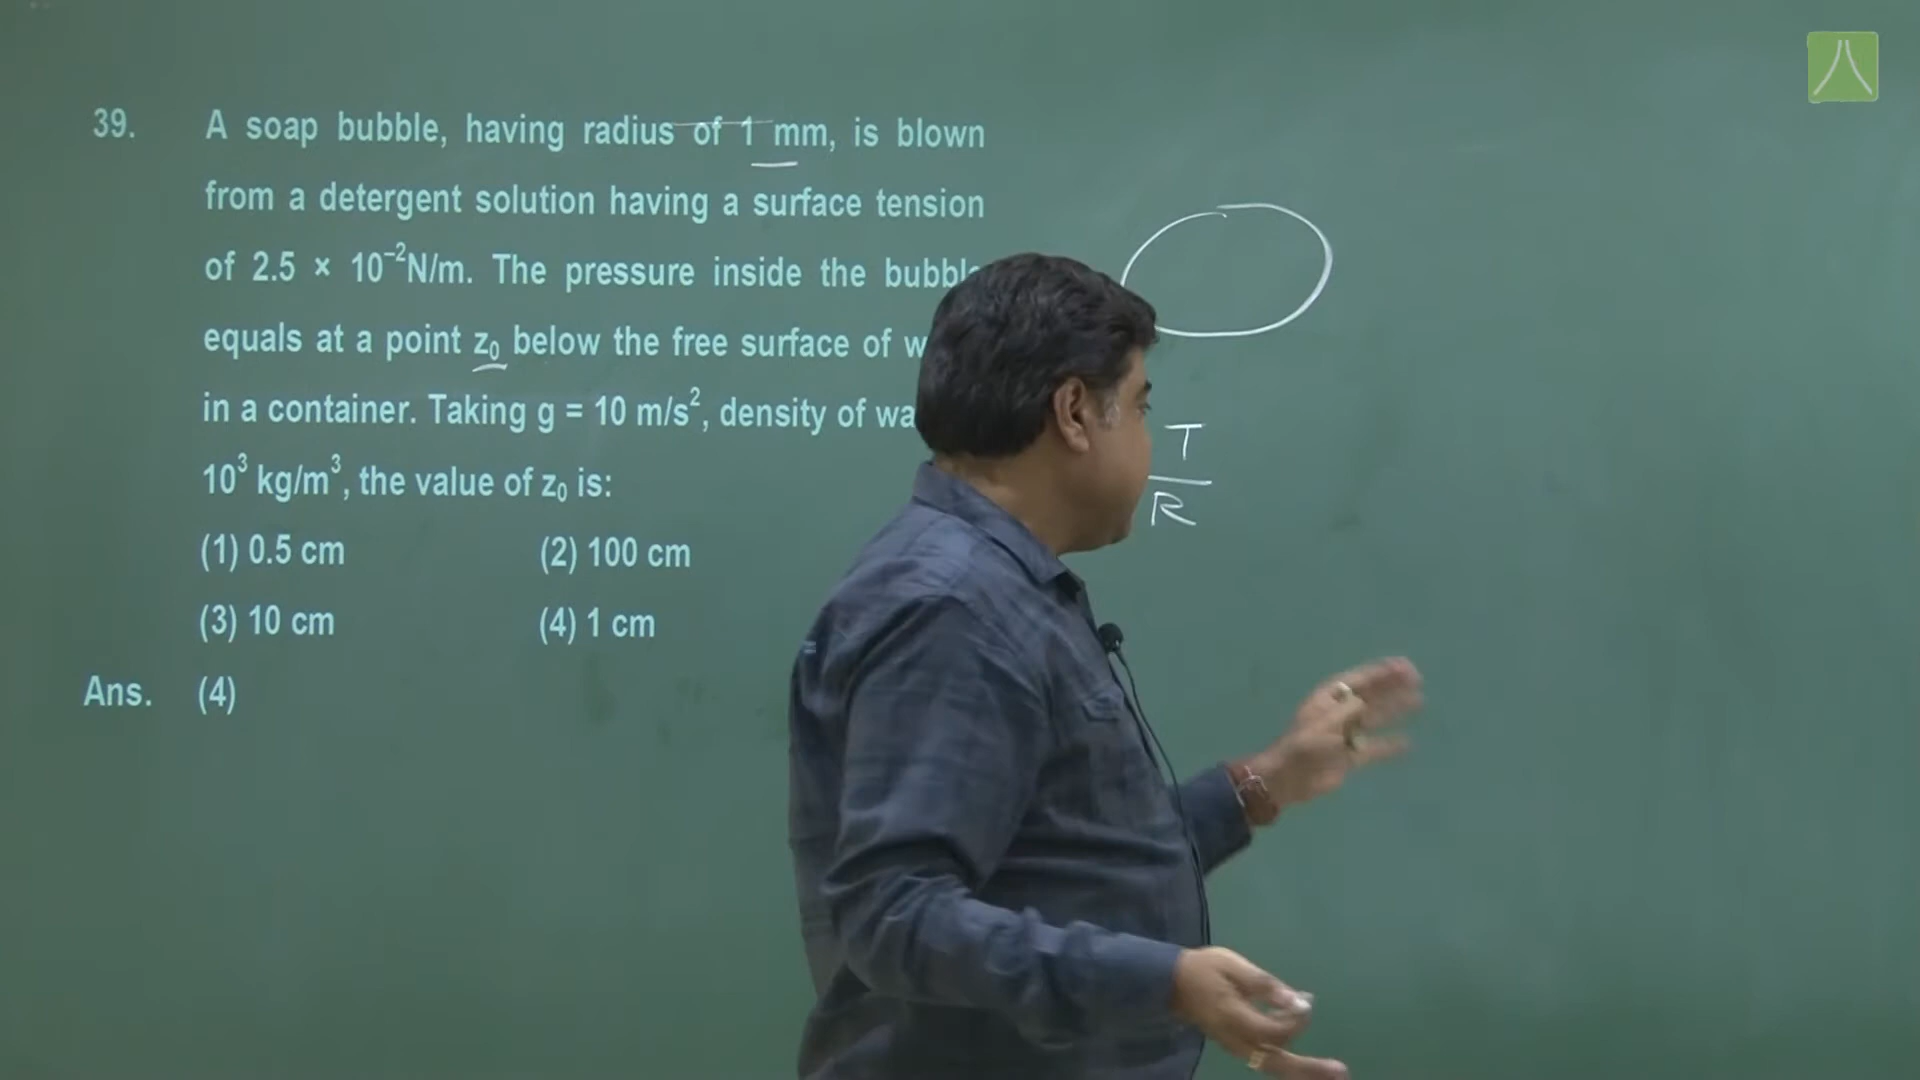 39. A soap bubble, having radius of 1 mm, is blown
from a detergent solution having a surface tension
of 2.5 × 10⁻²N/m. The pressure inside the
equals at a point z₀ below the free surface of
in a container. Taking g = 10 m/s², density of
10³ kg/m³, the value of z₀ is:
(1) 0.5 cm (2) 100 cm
(3) 10 cm (4) 1 cm
Ans. (4)
T
R